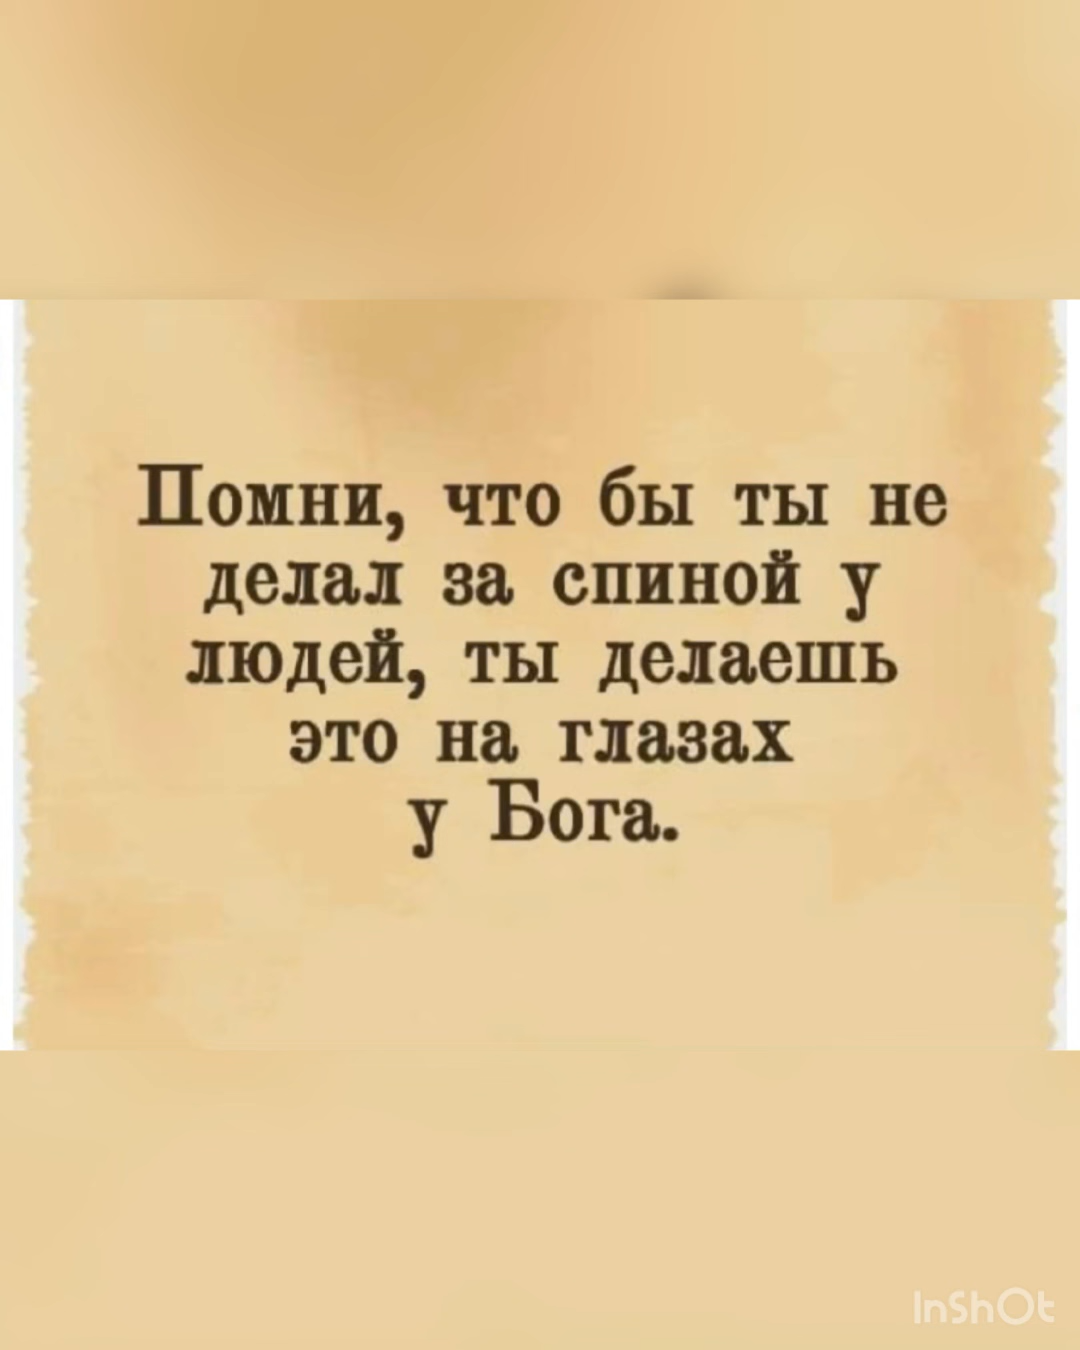 Помни, что бы ты не
делал за спиной у
людей, ты делаешь
это на глазах
у Бога.
InShOt